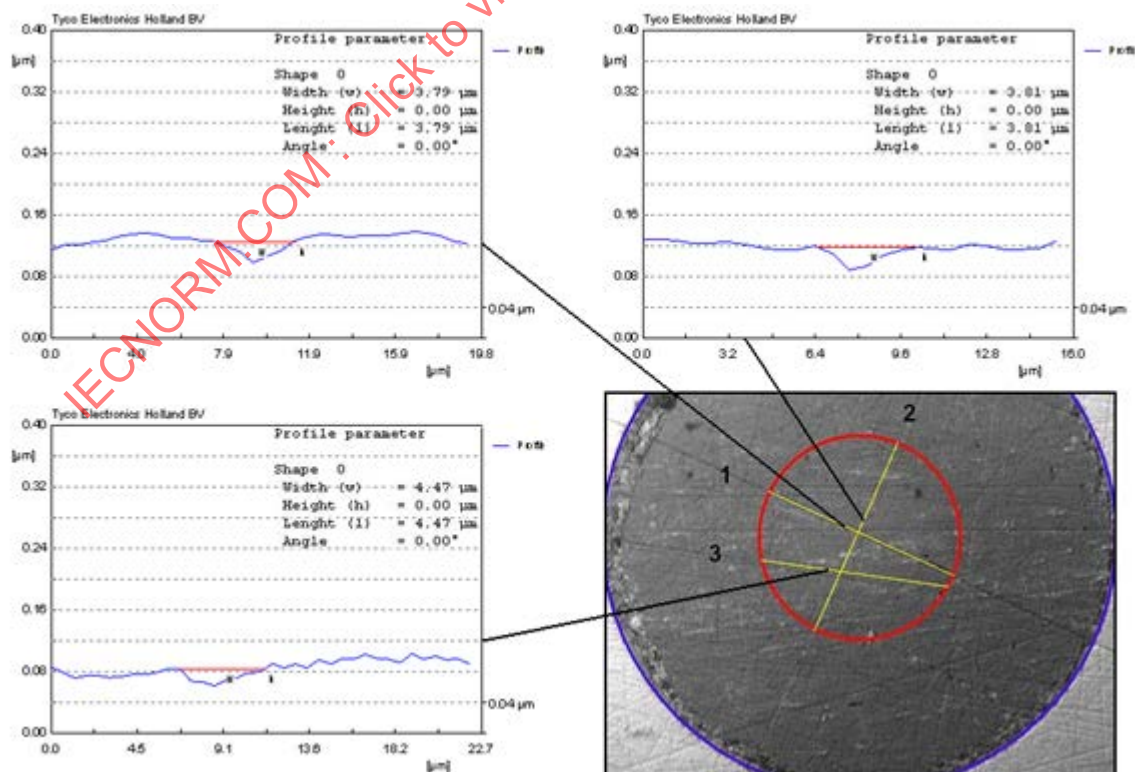 Tyco Electronics Holland BV
0.40
[µm]
0.32
0.24
0.16
0.08
0.00
Profile parameter
Shape 0
Width (w) = 3.79 µm
Height (h) = 0.00 µm
Lenght (l) = 3.79 µm
Angle = 0.00°
Profile
0.04 µm
0.0 4.0 7.9 11.9 15.9 19.8
[µm]
Tyco Electronics Holland BV
0.40
[µm]
0.32
0.24
0.16
0.08
0.00
Profile parameter
Shape 0
Width (w) = 3.81 µm
Height (h) = 0.00 µm
Lenght (l) = 3.81 µm
Angle = 0.00°
Profile
0.04 µm
0.0 3.2 6.4 9.6 12.8 16.0
[µm]
Tyco Electronics Holland BV
0.40
[µm]
0.32
0.24
0.16
0.08
0.00
Profile parameter
Shape 0
Width (w) = 4.47 µm
Height (h) = 0.00 µm
Lenght (l) = 4.47 µm
Angle = 0.00°
Profile
0.04 µm
0.0 4.5 9.1 13.6 18.2 22.7
[µm]
2
1
3
IECNORM.COM: Click to